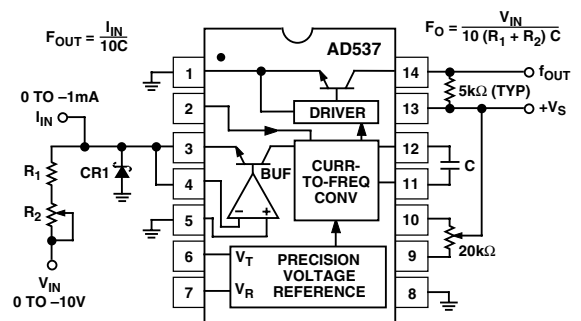 F_OUT = I_IN / 10C
F_O = V_IN / 10 (R_1 + R_2) C
AD537
1
14
f_OUT
5kΩ (TYP)
0 TO –1mA
I_IN
2
DRIVER
13
+V_S
3
12
R_1
CR1
BUF
CURR-
TO-FREQ
CONV
C
4
11
– +
R_2
5
10
20kΩ
6
V_T
PRECISION
VOLTAGE
REFERENCE
9
V_IN
0 TO –10V
7
V_R
8